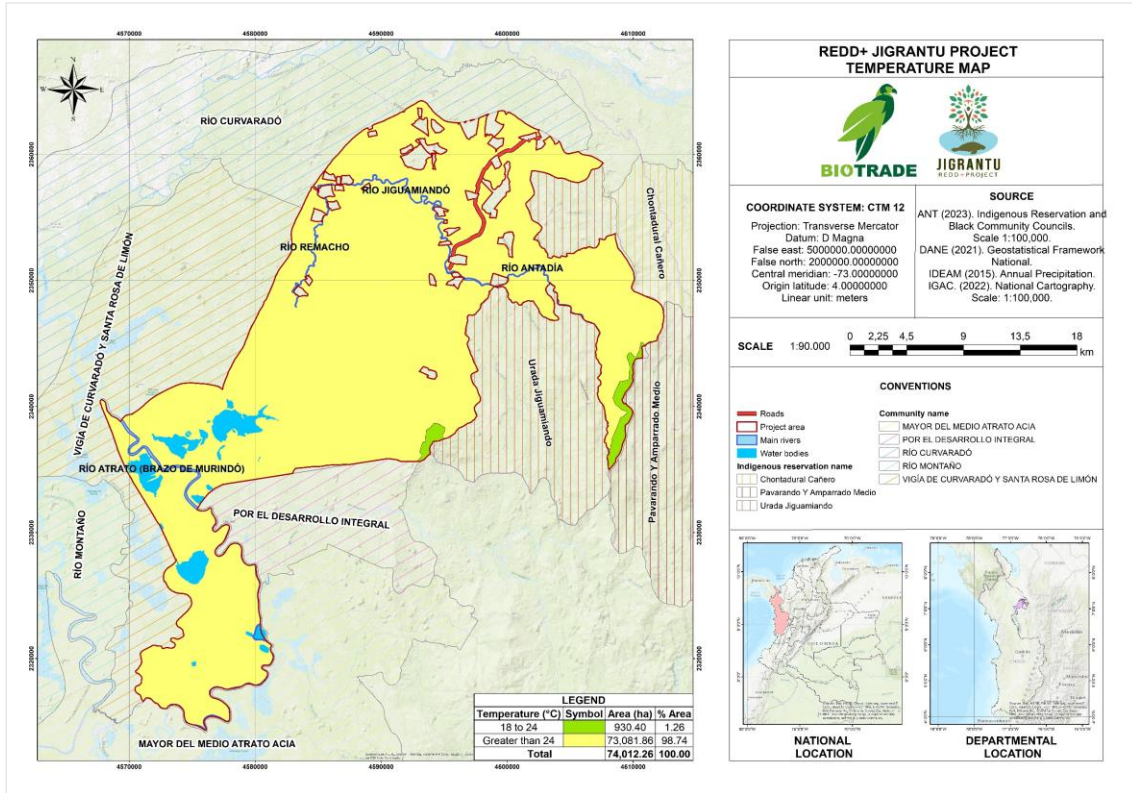 4570000 4580000 4590000 4600000 4610000
2360000
2350000
2340000
2330000
2320000
N
W E
S
RÍO CURVARADÓ
RÍO JIGUAMIANDÓ
RÍO REMACHO
RÍO ANTADÍA
Chontadural Cañero
VIGÍA DE CURVARADÓ Y SANTA ROSA DE LIMÓN
Urada Jiguamiando
Pavarando Y Amparrado Medio
RÍO ATRATO (BRAZO DE MURINDÓ)
POR EL DESARROLLO INTEGRAL
RÍO MONTAÑO
MAYOR DEL MEDIO ATRATO ACIA
LEGEND
Temperature (°C) Symbol Area (ha) % Area
18 to 24 930.40 1.26
Greater than 24 73,081.86 98.74
Total 74,012.26 100.00
4570000 4580000 4590000 4600000 4610000
REDD+ JIGRANTU PROJECT
TEMPERATURE MAP
BIOTRADE
JIGRANTU
REDD+PROJECT
COORDINATE SYSTEM: CTM 12
Projection: Transverse Mercator
Datum: D Magna
False east: 5000000.00000000
False north: 2000000.00000000
Central meridian: -73.00000000
Origin latitude: 4.00000000
Linear unit: meters
SOURCE
ANT (2023). Indigenous Reservation and
Black Community Councils.
Scale 1:100,000.
DANE (2021). Geostatistical Framework
National.
IDEAM (2015). Annual Precipitation.
IGAC. (2022). National Cartography.
Scale: 1:100,000.
SCALE 1:90.000
0 2,25 4,5 9 13,5 18
km
CONVENTIONS
Roads
Project area
Main rivers
Water bodies
Indigenous reservation name
Chontadural Cañero
Pavarando Y Amparrado Medio
Urada Jiguamiando
Community name
MAYOR DEL MEDIO ATRATO ACIA
POR EL DESARROLLO INTEGRAL
RÍO CURVARADÓ
RÍO MONTAÑO
VIGÍA DE CURVARADÓ Y SANTA ROSA DE LIMÓN
NATIONAL
LOCATION
DEPARTMENTAL
LOCATION